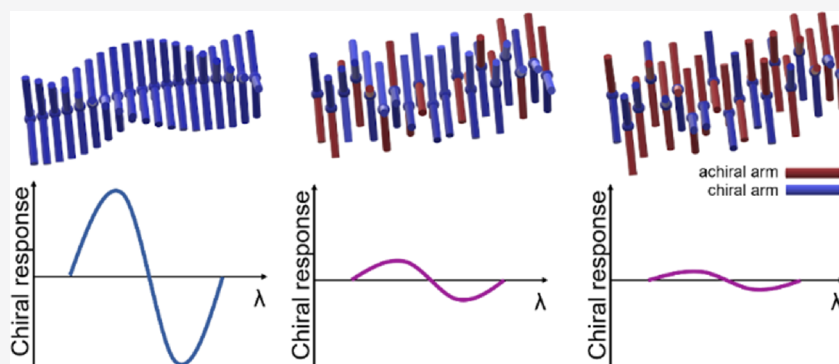 achiral arm
chiral arm
Chiral response
λ
Chiral response
λ
Chiral response
λ